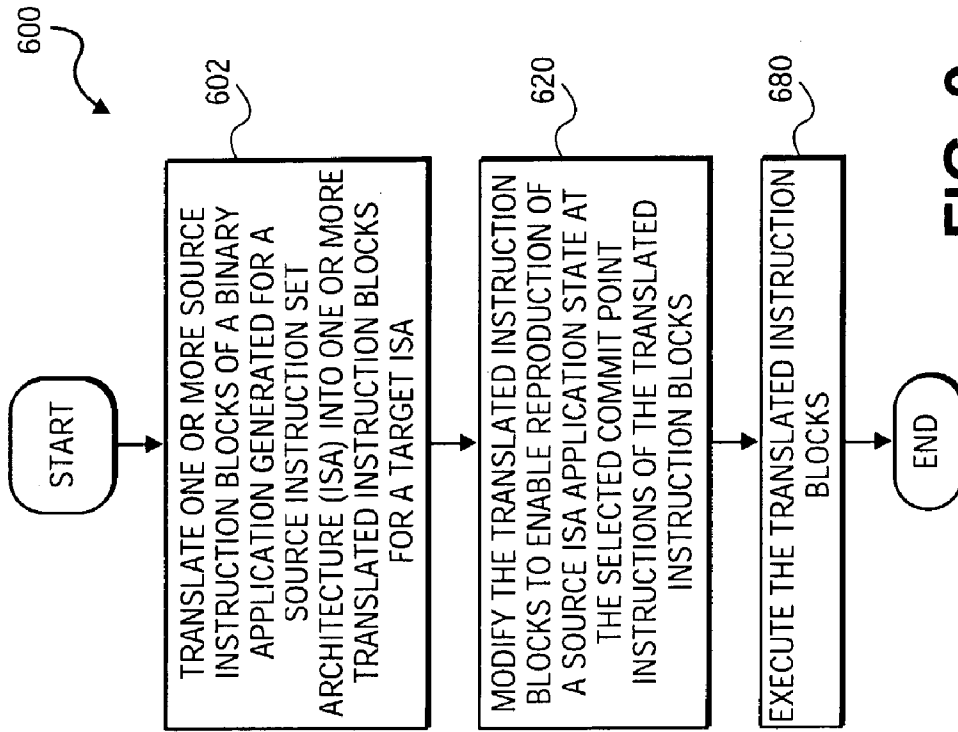 600
START
602
TRANSLATE ONE OR MORE SOURCE
INSTRUCTION BLOCKS OF A BINARY
APPLICATION GENERATED FOR A
SOURCE INSTRUCTION SET
ARCHITECTURE (ISA) INTO ONE OR MORE
TRANSLATED INSTRUCTION BLOCKS
FOR A TARGET ISA
620
MODIFY THE TRANSLATED INSTRUCTION
BLOCKS TO ENABLE REPRODUCTION OF
A SOURCE ISA APPLICATION STATE AT
THE SELECTED COMMIT POINT
INSTRUCTIONS OF THE TRANSLATED
INSTRUCTION BLOCKS
680
EXECUTE THE TRANSLATED INSTRUCTION
BLOCKS
END
FIG.